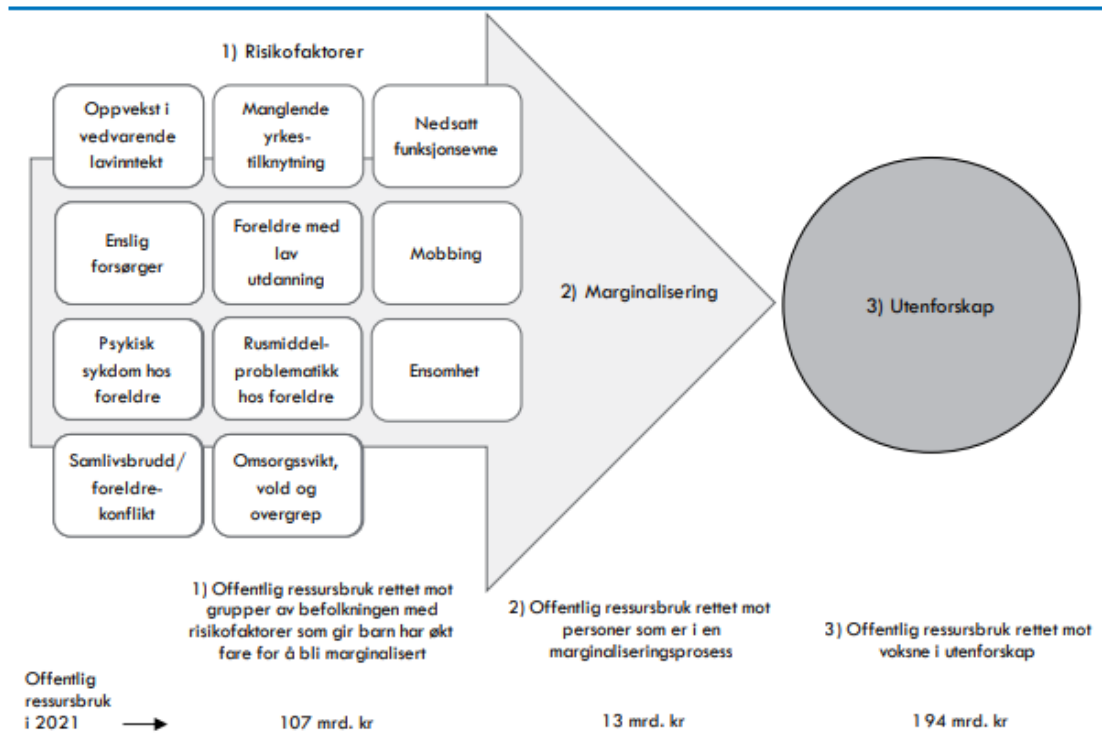 1) Risikofaktorer
Oppvekst i
vedvarende
lavinntekt
Manglende
yrkes-
tilknytning
Nedsatt
funksjonsevne
Enslig
forsørger
Foreldre med
lav
utdanning
Mobbing
Psykisk
sykdom hos
foreldre
Rusmiddel-
problematikk
hos foreldre
Ensomhet
Samlivsbrudd/
foreldre-
konflikt
Omsorgssvikt,
vold og
overgrep
2) Marginalisering
3) Utenforskap
1) Offentlig ressursbruk rettet mot
grupper av befolkningen med
risikofaktorer som gir barn har økt
fare for å bli marginalisert
2) Offentlig ressursbruk rettet mot
personer som er i en
marginaliseringsprosess
3) Offentlig ressursbruk rettet mot
voksne i utenforskap
Offentlig
ressursbruk
i 2021
107 mrd. kr
13 mrd. kr
194 mrd. kr